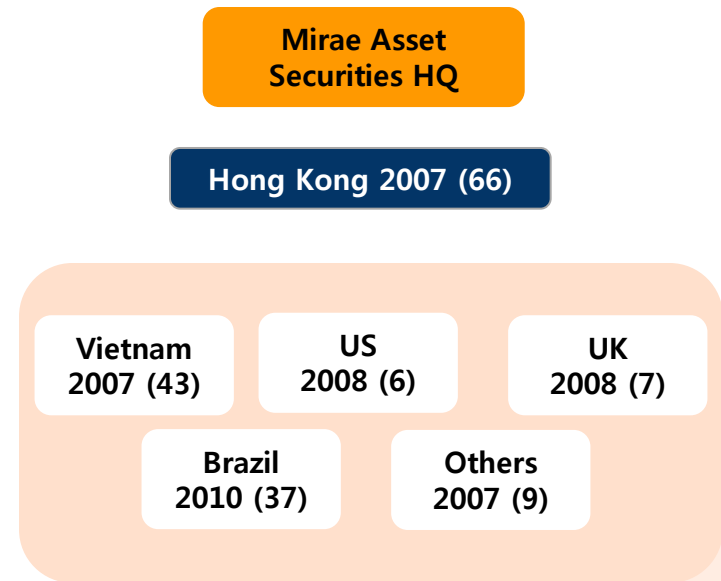 Mirae Asset
Securities HQ
Hong Kong 2007 (66)
Vietnam
2007 (43)
US
2008 (6)
UK
2008 (7)
Brazil
2010 (37)
Others
2007 (9)